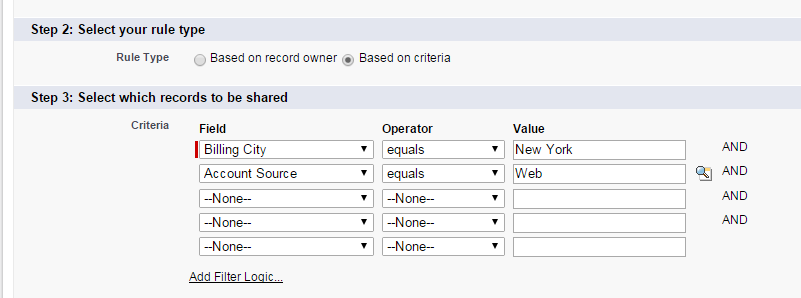 Step 2: Select your rule type
Rule Type Based on record owner Based on criteria
Step 3: Select which records to be shared
Criteria Field Operator Value
Billing City equals New York AND
Account Source equals Web AND
--None-- --None-- AND
--None-- --None-- AND
--None-- --None--
Add Filter Logic...